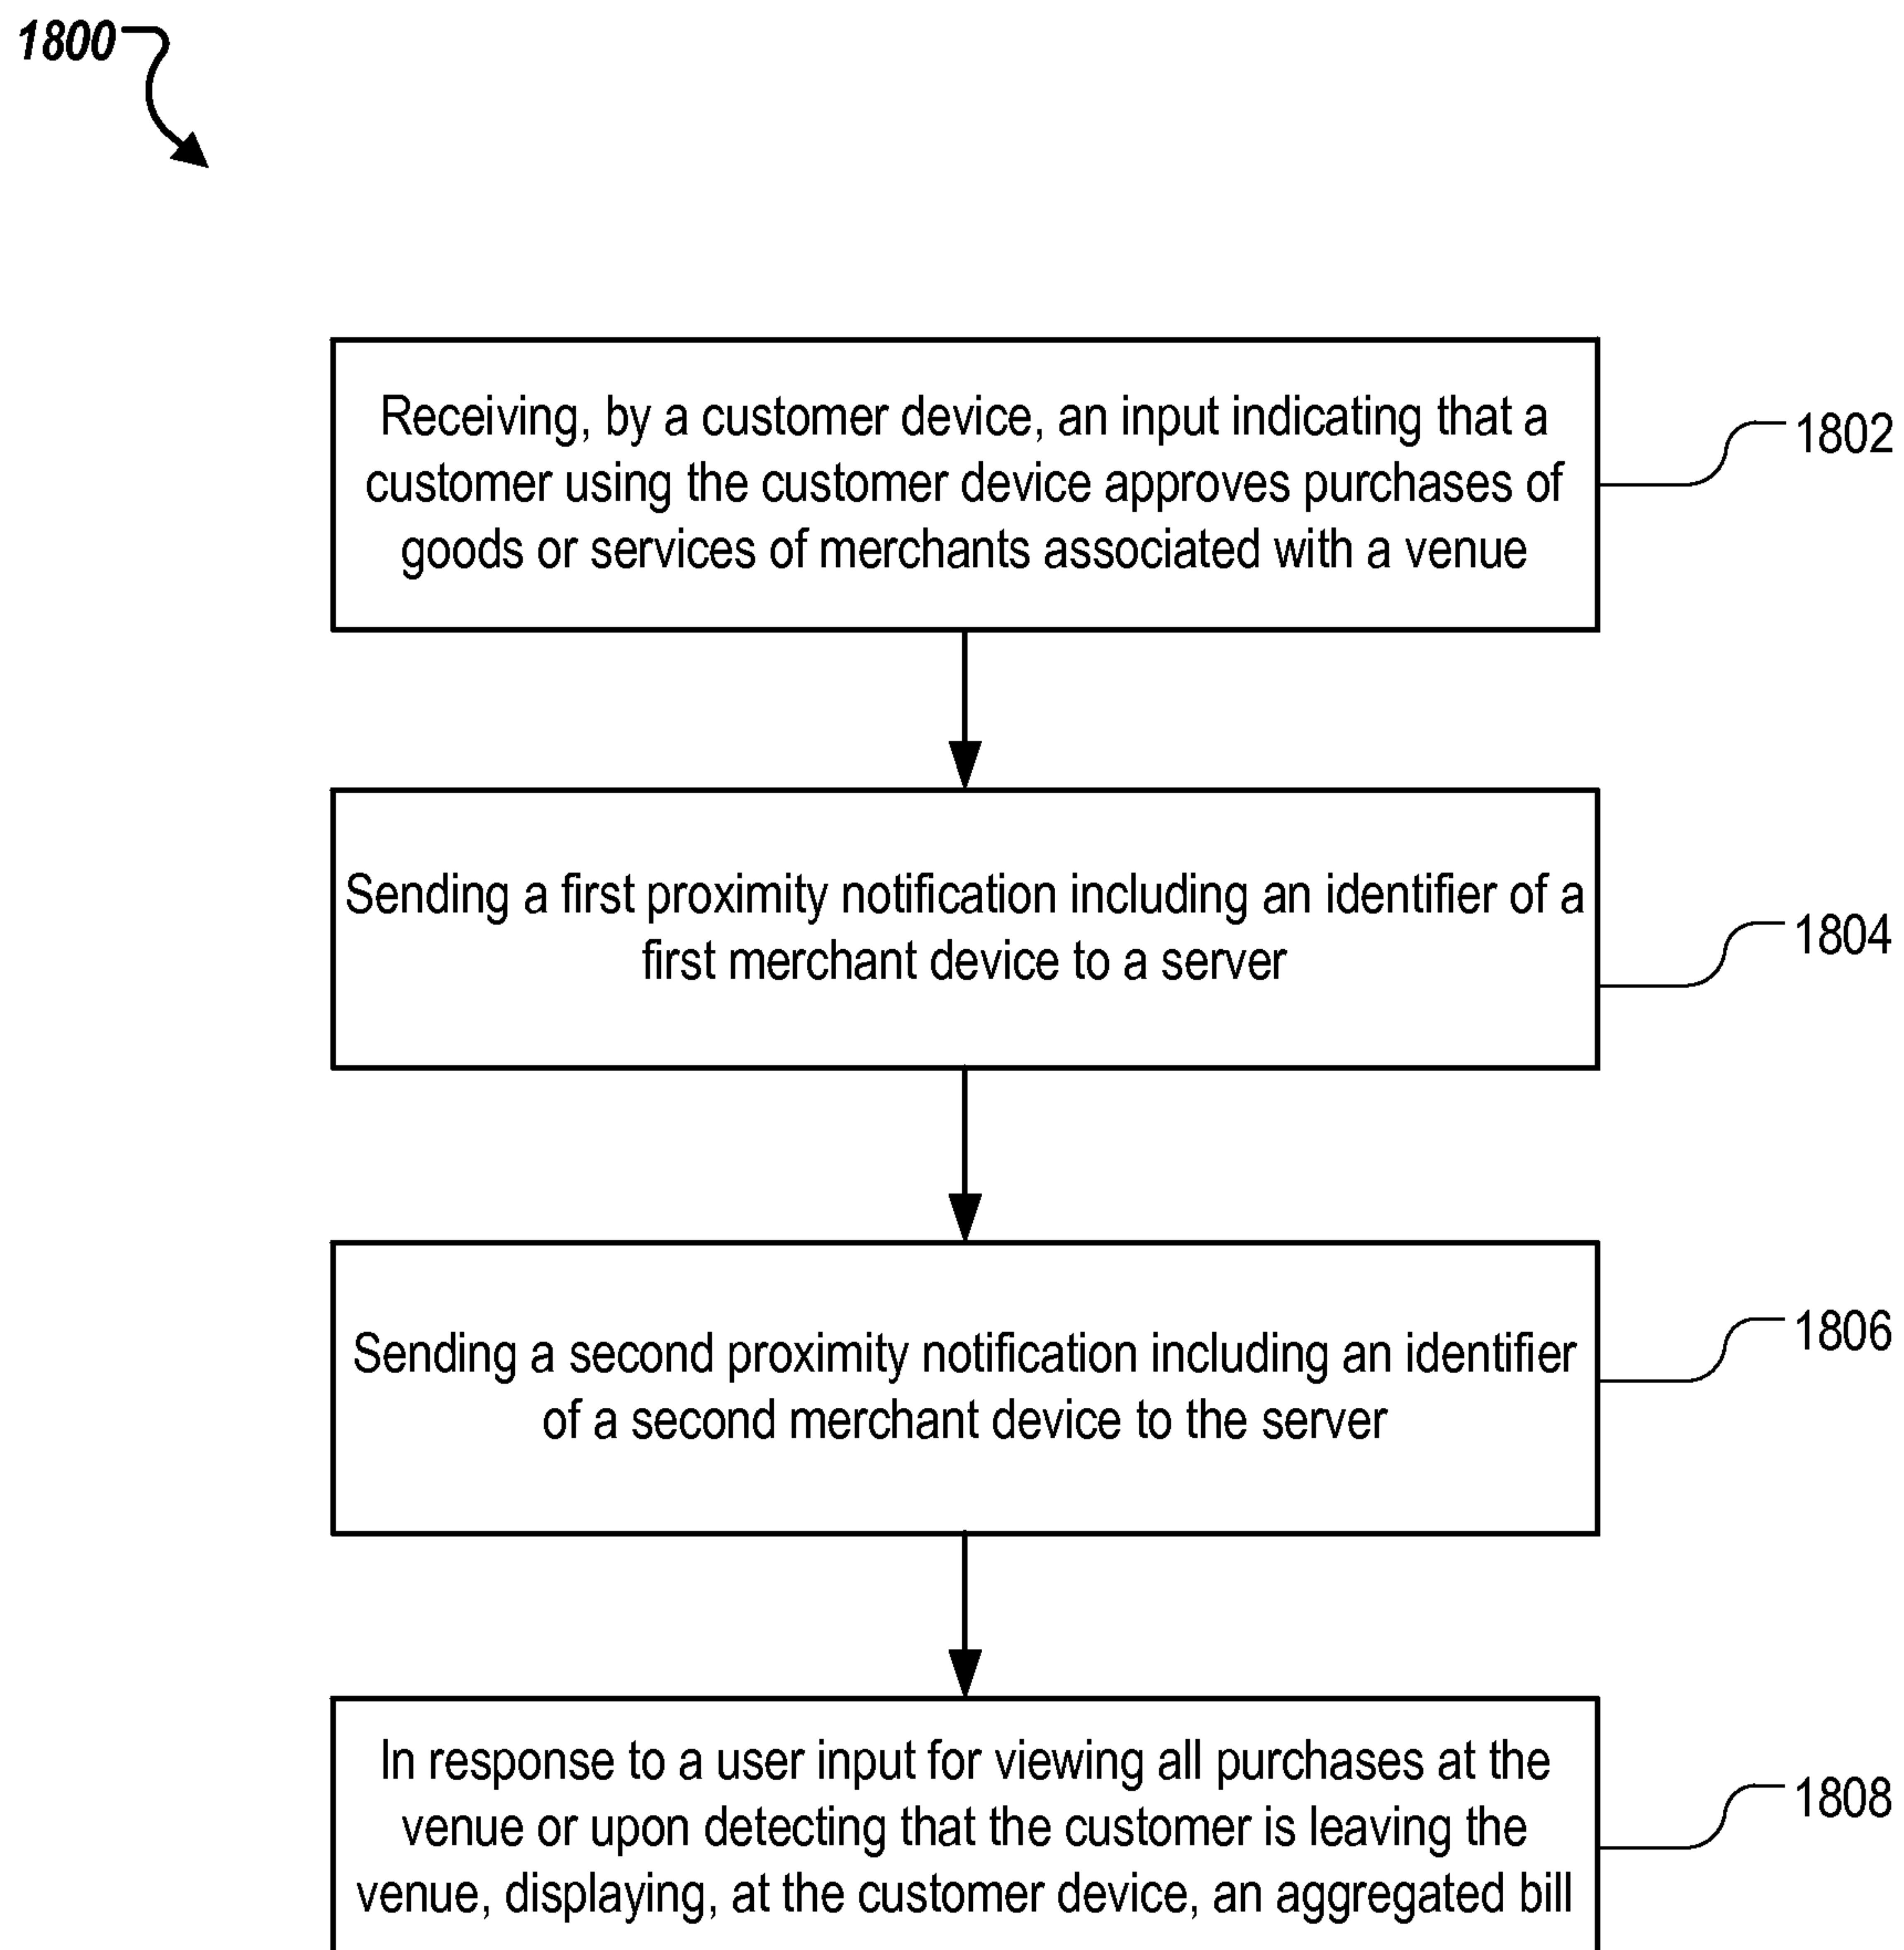 1800
Receiving, by a customer device, an input indicating that a
customer using the customer device approves purchases of
goods or services of merchants associated with a venue
1802
Sending a first proximity notification including an identifier of a
first merchant device to a server
1804
Sending a second proximity notification including an identifier
of a second merchant device to the server
1806
In response to a user input for viewing all purchases at the
venue or upon detecting that the customer is leaving the
venue, displaying, at the customer device, an aggregated bill
1808